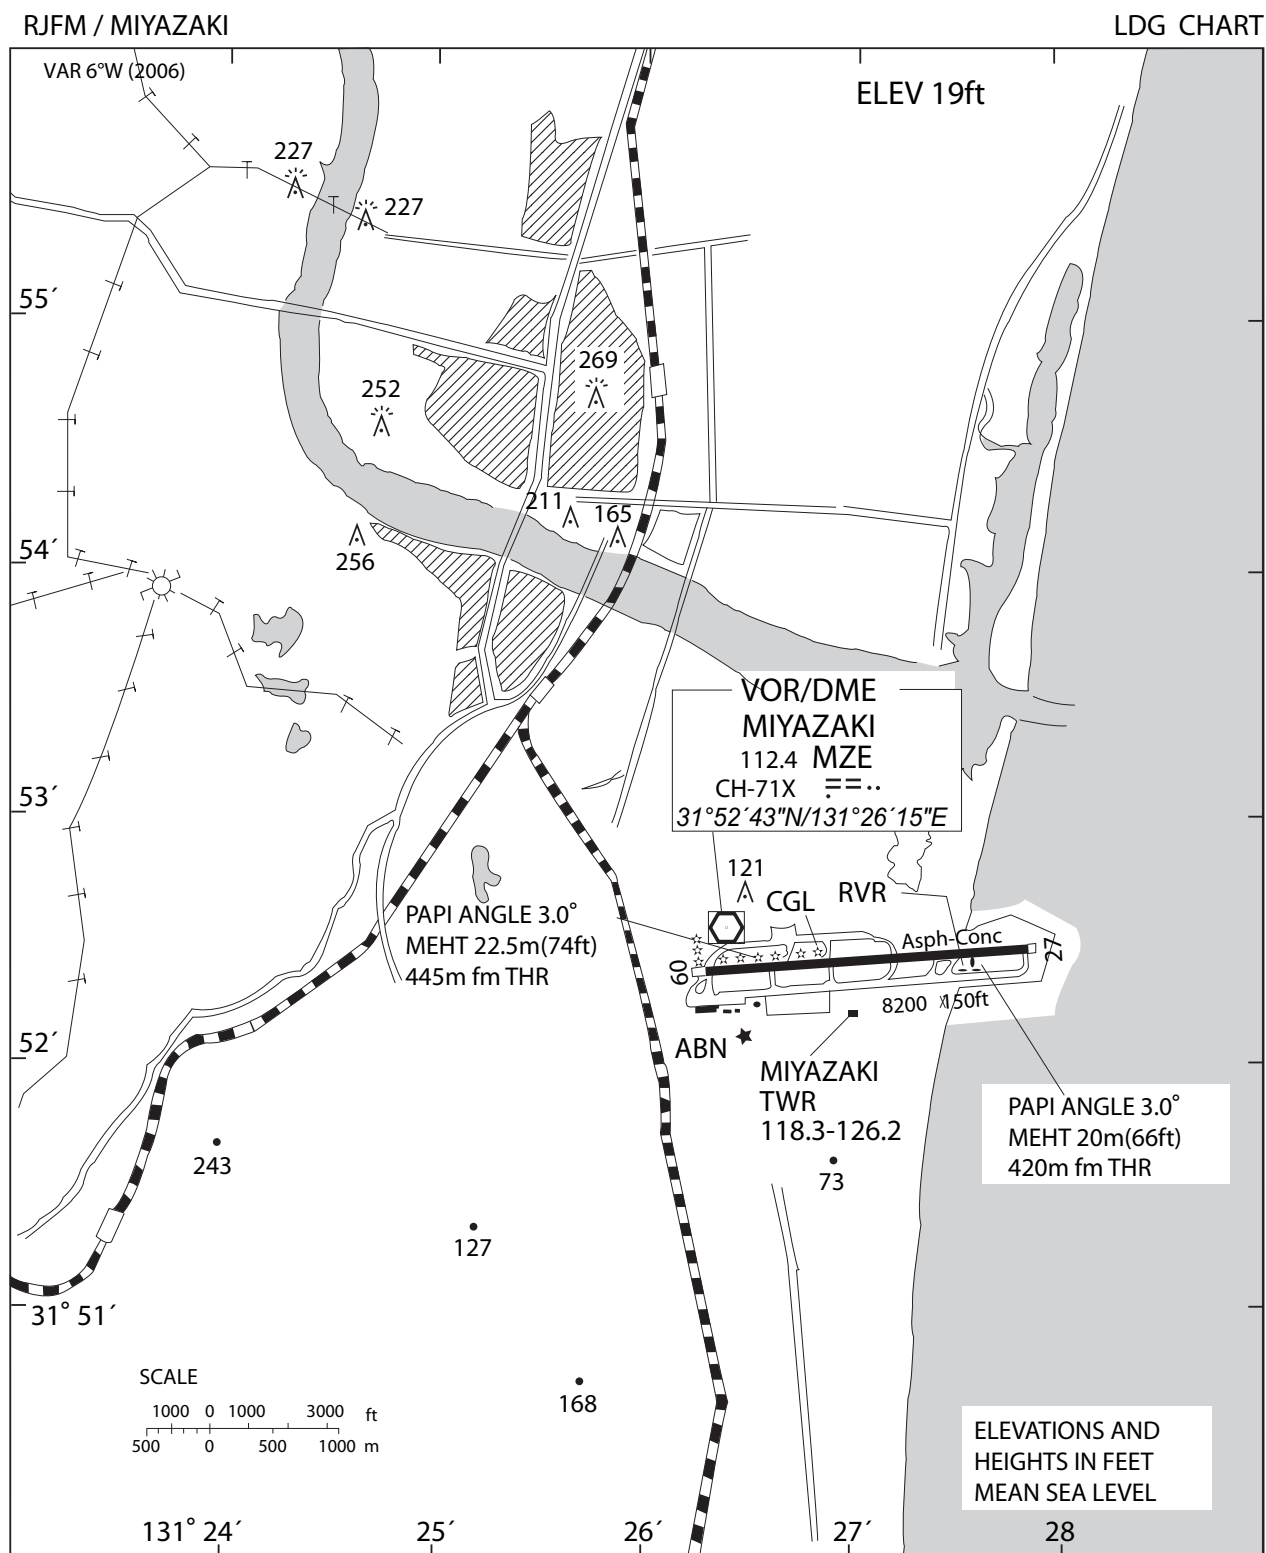 RJFM / MIYAZAKI
LDG CHART
VAR 6°W (2006)
ELEV 19ft
227
227
55´
269
252
211
165
54´
256
VOR/DME
MIYAZAKI
112.4 MZE
CH-71X
31°52´43"N/131°26´15"E
53´
121
RVR
CGL
PAPI ANGLE 3.0°
MEHT 22.5m(74ft)
445m fm THR
Asph-Conc
27
09
8200 X150ft
52´
ABN
MIYAZAKI
TWR
118.3-126.2
PAPI ANGLE 3.0°
MEHT 20m(66ft)
420m fm THR
243
73
127
31° 51´
SCALE
1000 0 1000 3000 ft
500 0 500 1000 m
168
ELEVATIONS AND
HEIGHTS IN FEET
MEAN SEA LEVEL
131° 24´ 25´ 26´ 27´ 28